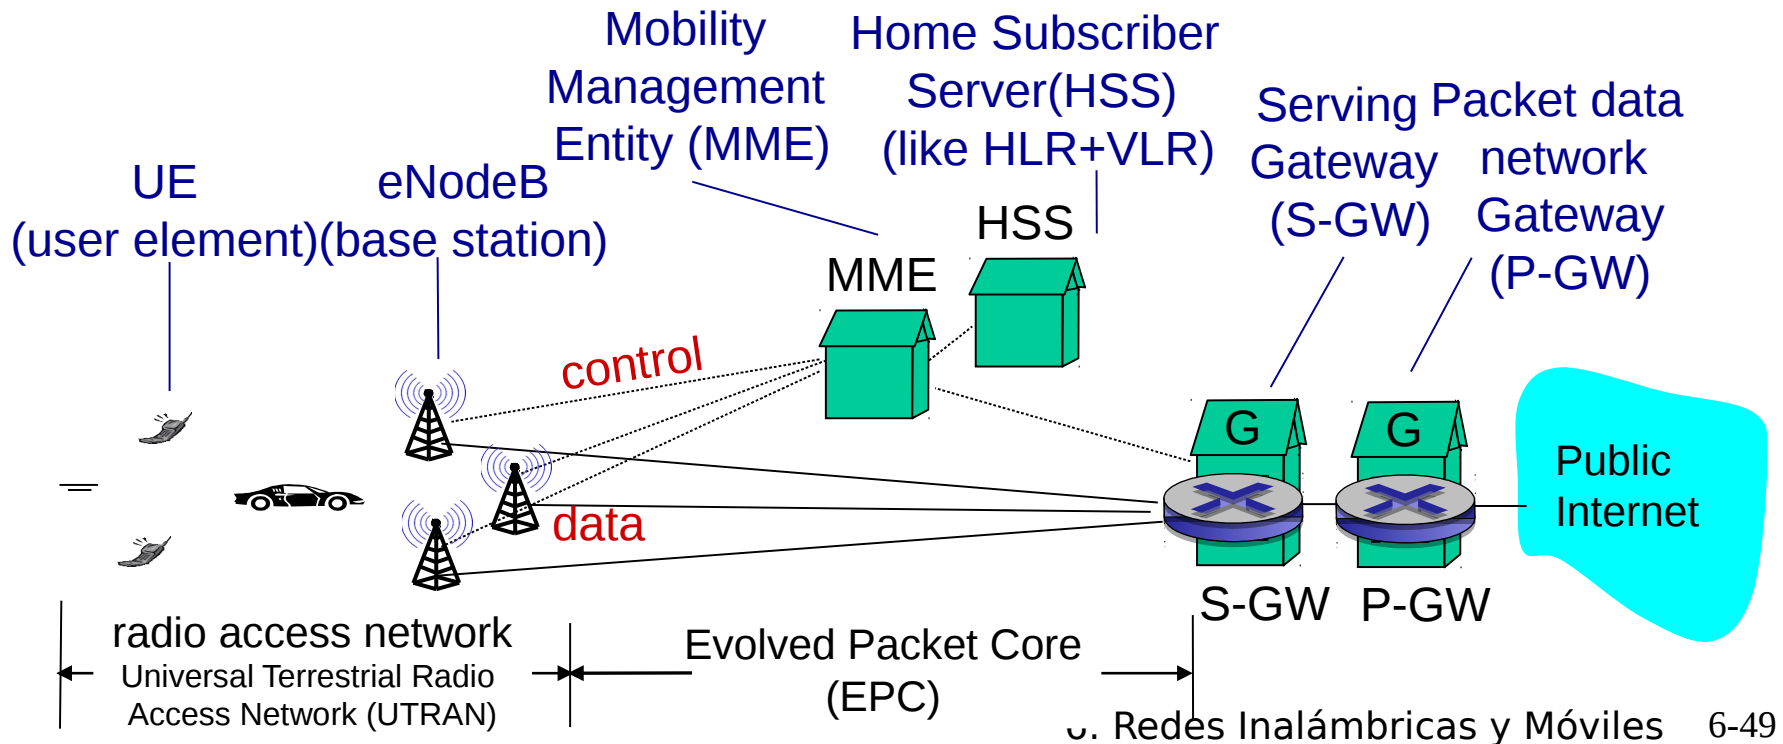 Mobility
Management
Entity (MME)
Home Subscriber
Server(HSS)
(like HLR+VLR)
Serving
Gateway
(S-GW)
Packet data
network
Gateway
(P-GW)
UE
(user element)
eNodeB
(base station)
HSS
MME
control
data
G
G
Public
Internet
S-GW
P-GW
radio access network
Universal Terrestrial Radio
Access Network (UTRAN)
Evolved Packet Core
(EPC)
Redes Inalámbricas y Móviles
6-49